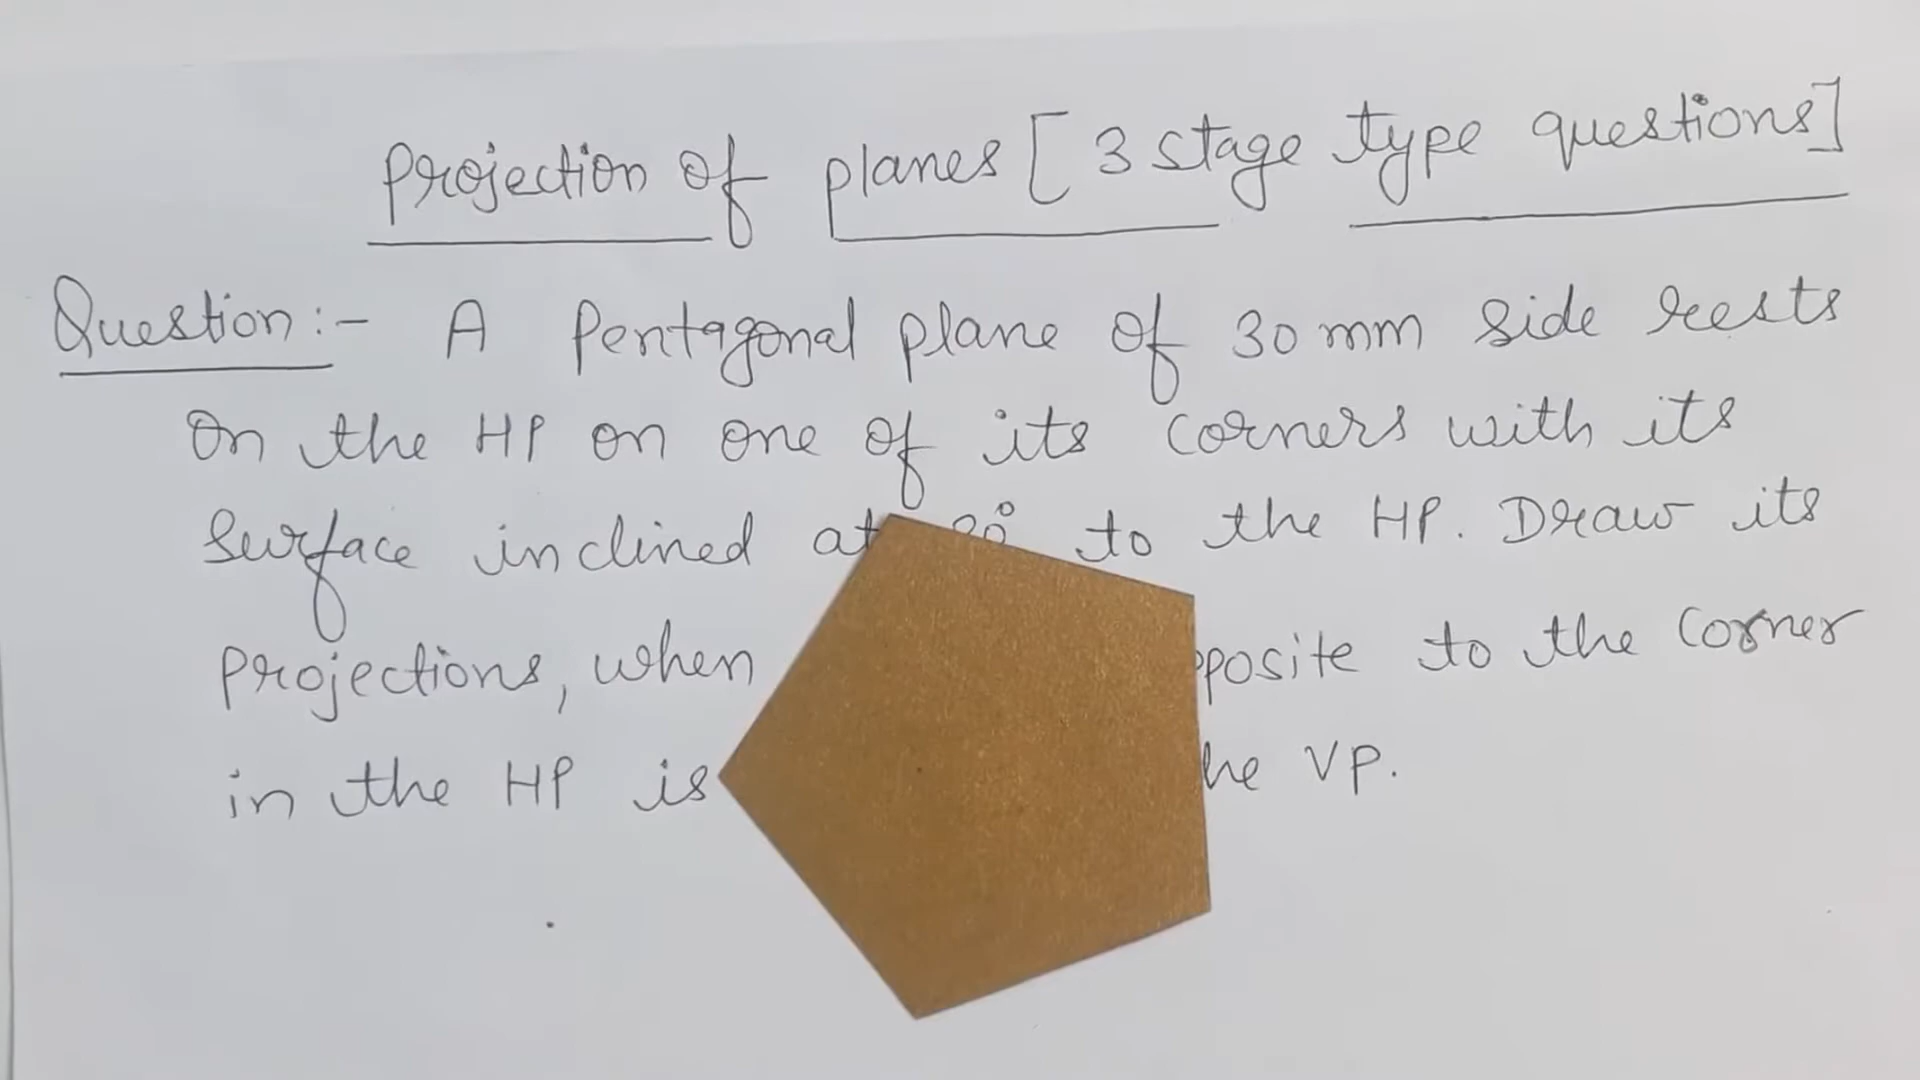 Projection of planes [ 3 stage type questions]
Question:- A Pentagonal plane of 30 mm side rests
on the HP on one of its corners with its
surface inclined at to the HP. Draw its
projections, when to the corner
in the HP is VP.